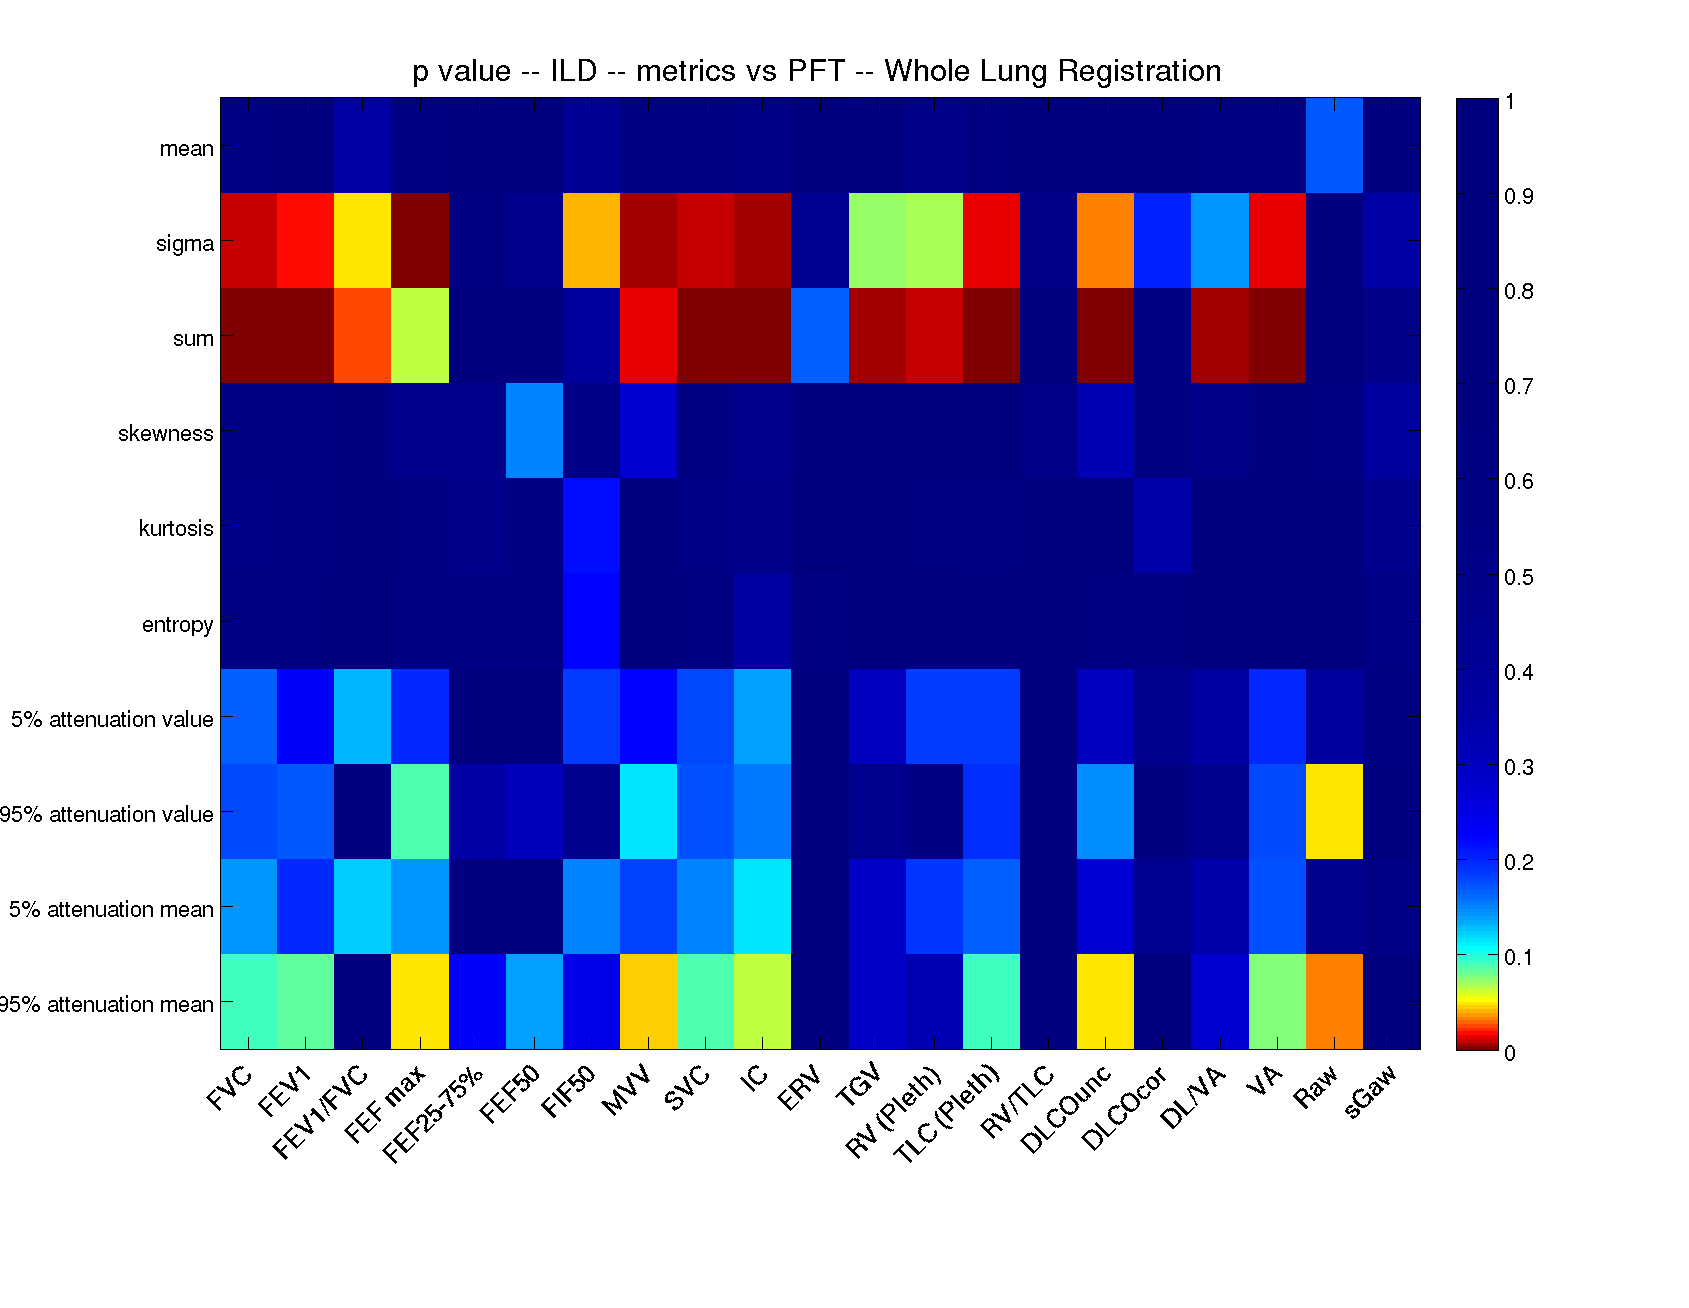 p value -- ILD -- metrics vs PFT -- Whole Lung Registration
mean
sigma
sum
skewness
kurtosis
entropy
5% attenuation value
95% attenuation value
5% attenuation mean
95% attenuation mean
FVC
FEV1
FEV1/FVC
FEF max
FEF25-75%
FEF50
FIF50
MVV
SVC
IC
ERV
TGV
RV (Pleth)
TLC (Pleth)
RV/TLC
DLCOunc
DLCOcor
DL/VA
VA
Raw
sGaw
1
0.9
0.8
0.7
0.6
0.5
0.4
0.3
0.2
0.1
0